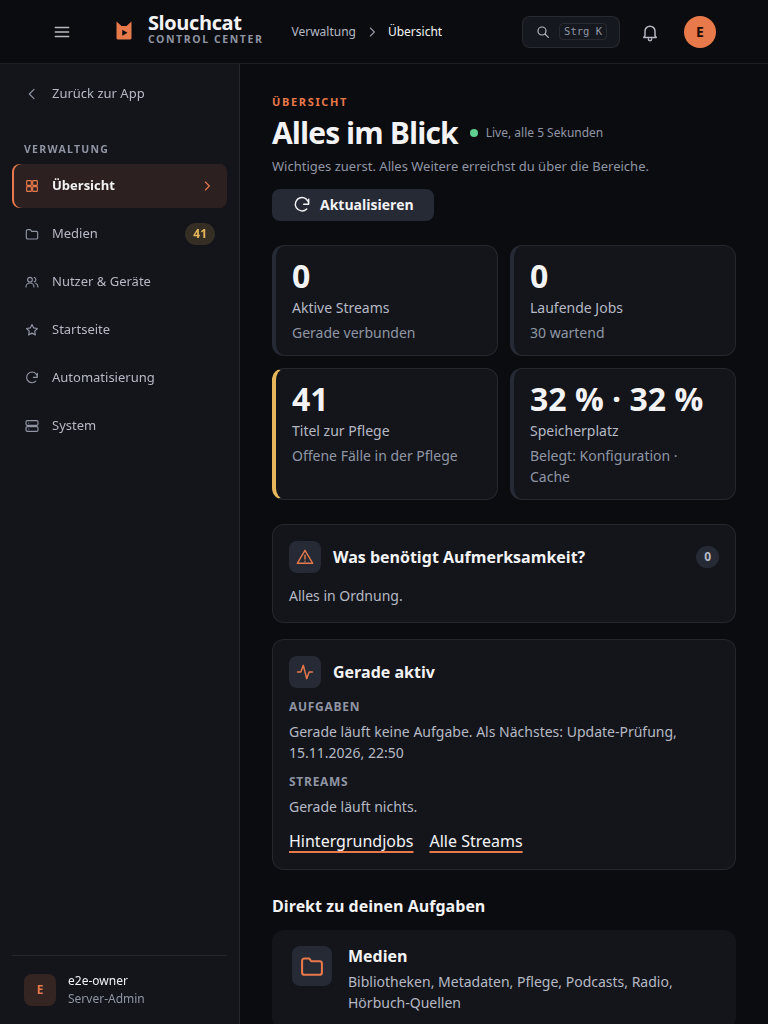 Slouchcat
CONTROL CENTER
Verwaltung
Übersicht
Strg K
E
Zurück zur App
VERWALTUNG
Übersicht
Medien
41
Nutzer & Geräte
Startseite
Automatisierung
System
E
e2e-owner
Server-Admin
ÜBERSICHT
Alles im Blick
Live, alle 5 Sekunden
Wichtiges zuerst. Alles Weitere erreichst du über die Bereiche.
Aktualisieren
0
Aktive Streams
Gerade verbunden
0
Laufende Jobs
30 wartend
41
Titel zur Pflege
Offene Fälle in der Pflege
32 % · 32 %
Speicherplatz
Belegt: Konfiguration ·
Cache
Was benötigt Aufmerksamkeit?
0
Alles in Ordnung.
Gerade aktiv
AUFGABEN
Gerade läuft keine Aufgabe. Als Nächstes: Update-Prüfung,
15.11.2026, 22:50
STREAMS
Gerade läuft nichts.
Hintergrundjobs
Alle Streams
Direkt zu deinen Aufgaben
Medien
Bibliotheken, Metadaten, Pflege, Podcasts, Radio,
Hörbuch-Quellen